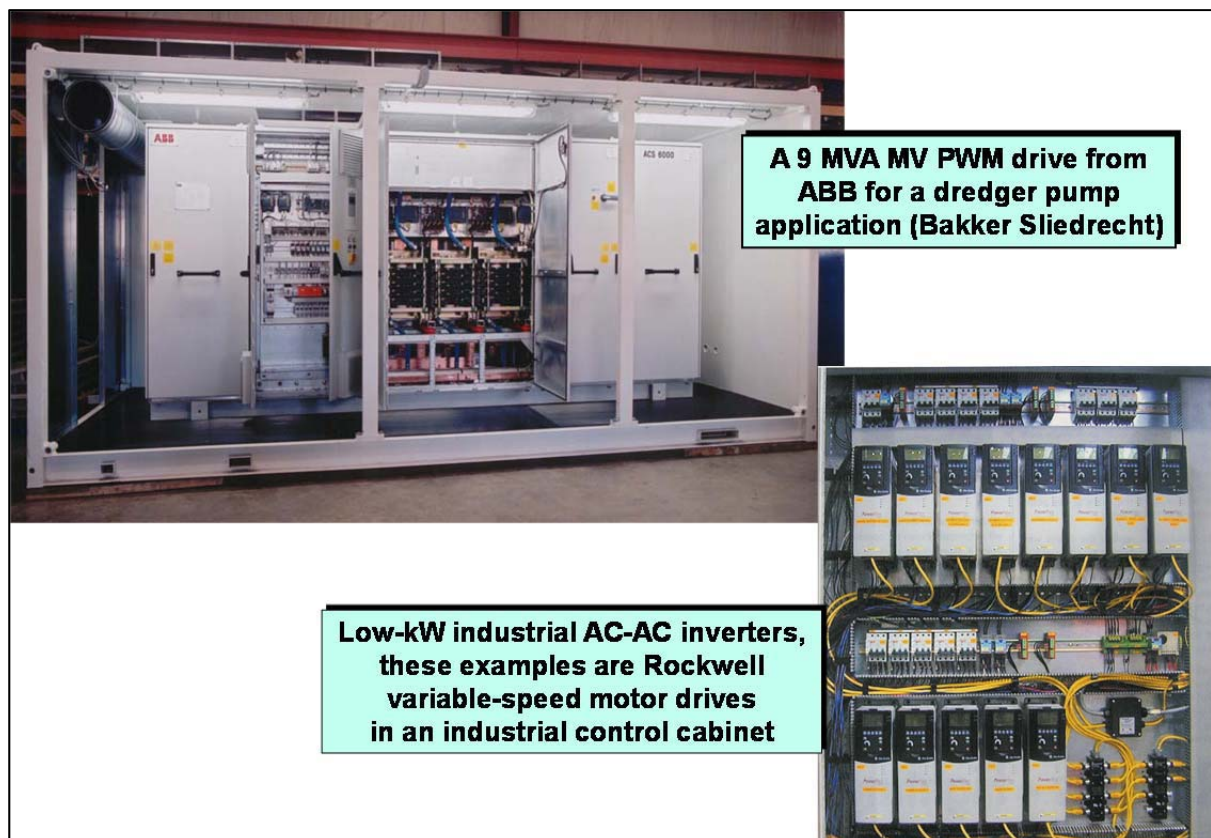 ABB
ACS 6000
A 9 MVA MV PWM drive from
ABB for a dredger pump
application (Bakker Sliedrecht)
Low-kW industrial AC-AC inverters,
these examples are Rockwell
variable-speed motor drives
in an industrial control cabinet